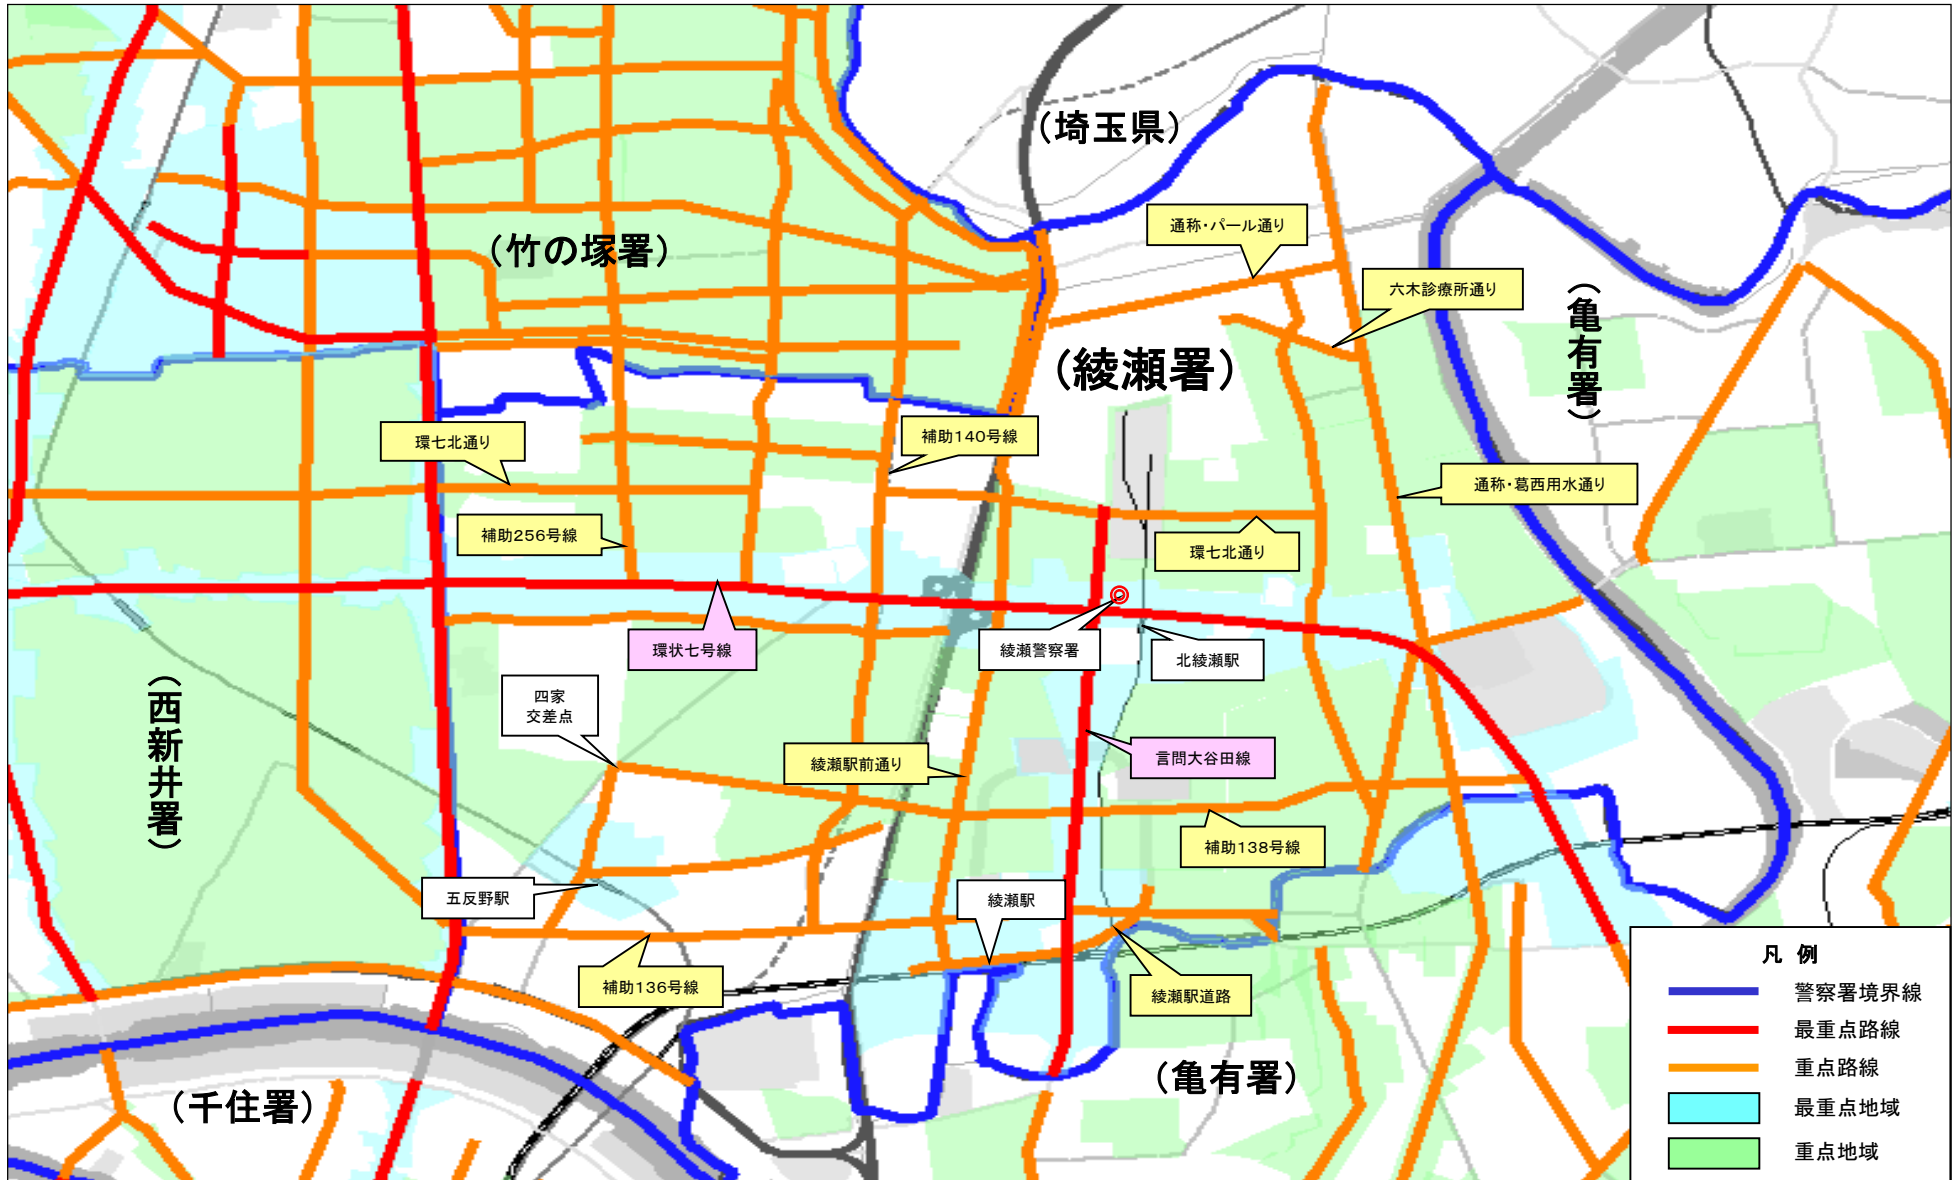 (埼玉県)
通称・パール通り
(竹の塚署)
六木診療所通り
(亀有署)
(綾瀬署)
環七北通り
補助140号線
通称・葛西用水通り
補助256号線
環七北通り
環状七号線
綾瀬警察署
北綾瀬駅
四家
交差点
(西新井署)
綾瀬駅前通り
言問大谷田線
補助138号線
五反野駅
綾瀬駅
補助136号線
綾瀬駅道路
(亀有署)
(千住署)
凡 例
警察署境界線
最重点路線
重点路線
最重点地域
重点地域